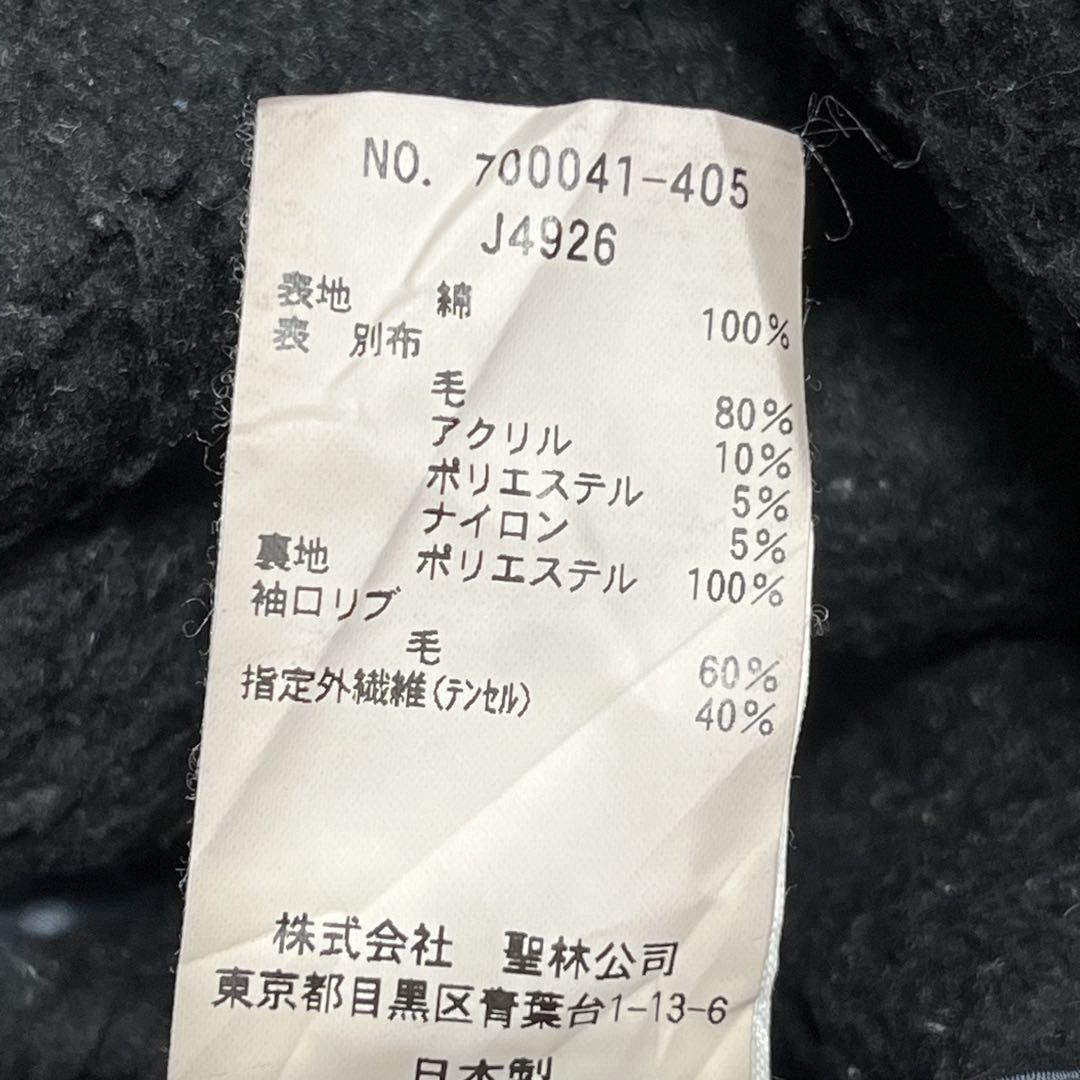 NO. 700041-405
J4926
表地 綿 100%
表 別布
毛 80%
アクリル 10%
ポリエステル 5%
ナイロン 5%
裏地 ポリエステル 100%
袖口リブ
毛 60%
指定外繊維(テンセル) 40%
株式会社 聖林公司
東京都目黒区青葉台1-13-6
日本製